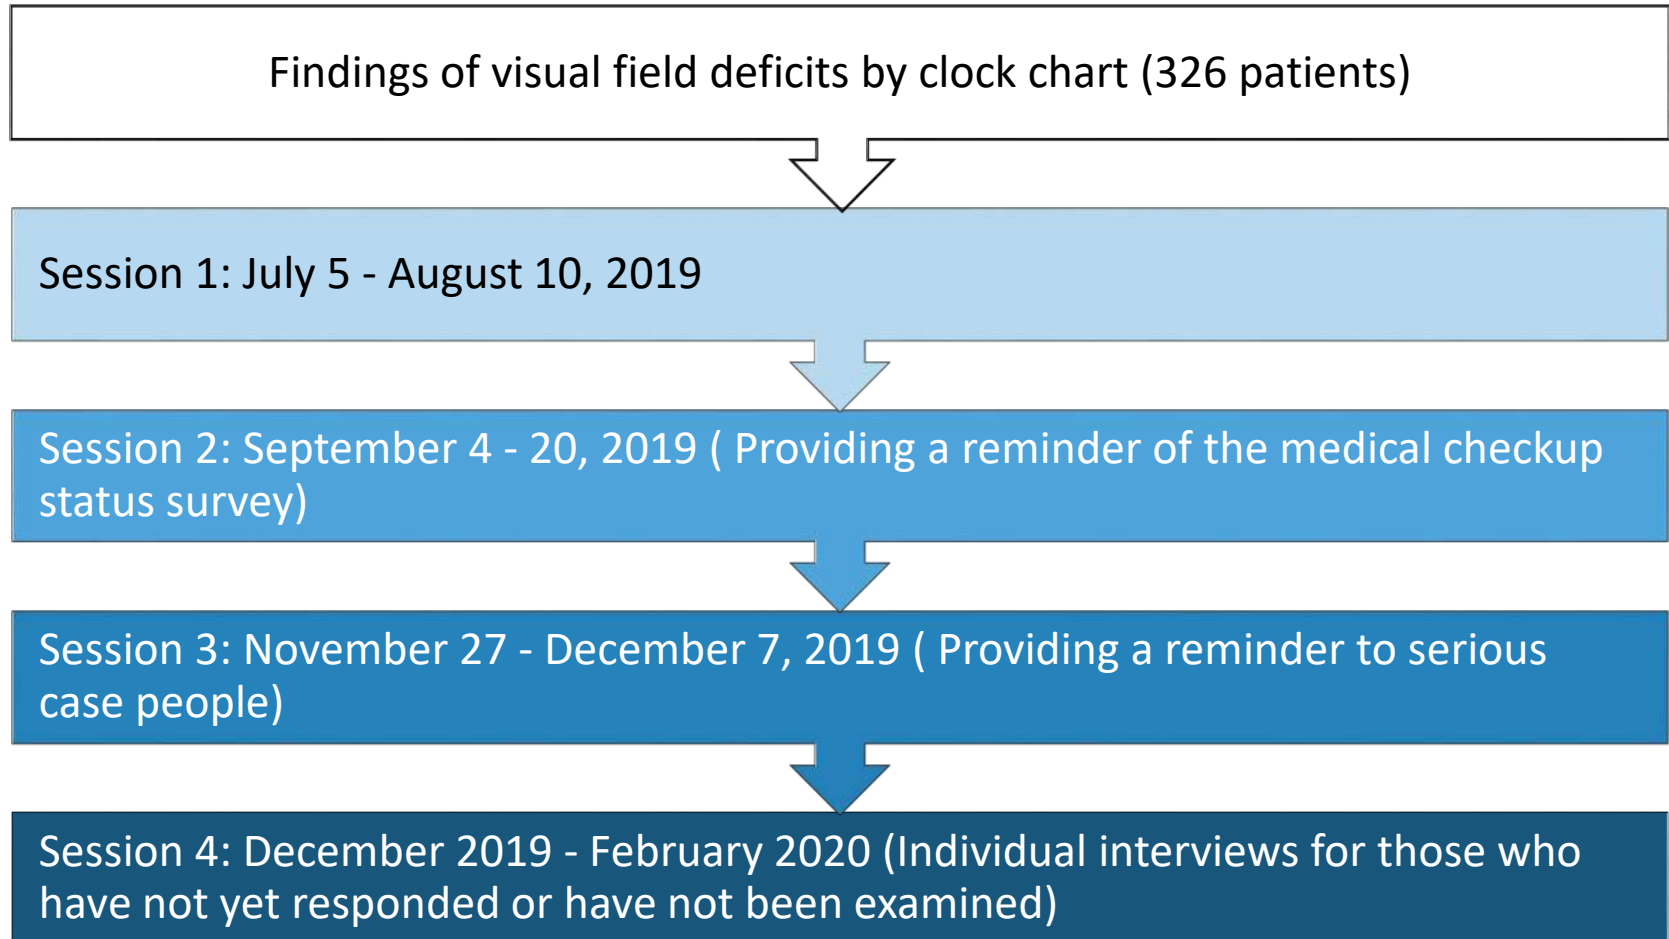 Findings of visual field deficits by clock chart (326 patients)
Session 1: July 5 - August 10, 2019
Session 2: September 4 - 20, 2019 ( Providing a reminder of the medical checkup
status survey)
Session 3: November 27 - December 7, 2019 ( Providing a reminder to serious
case people)
Session 4: December 2019 - February 2020 (Individual interviews for those who
have not yet responded or have not been examined)